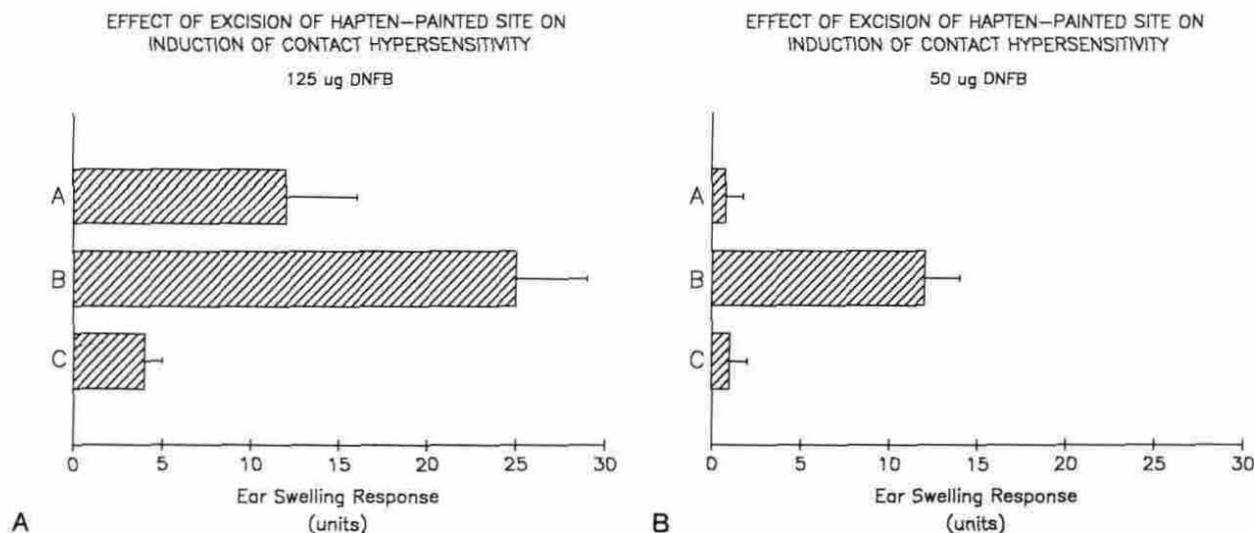 EFFECT OF EXCISION OF HAPTEN-PAINTED SITE ON
INDUCTION OF CONTACT HYPERSENSITIVITY
125 ug DNFB
A
B
C
0 5 10 15 20 25 30
Ear Swelling Response
(units)
A
EFFECT OF EXCISION OF HAPTEN-PAINTED SITE ON
INDUCTION OF CONTACT HYPERSENSITIVITY
50 ug DNFB
A
B
C
0 5 10 15 20 25 30
Ear Swelling Response
(units)
B